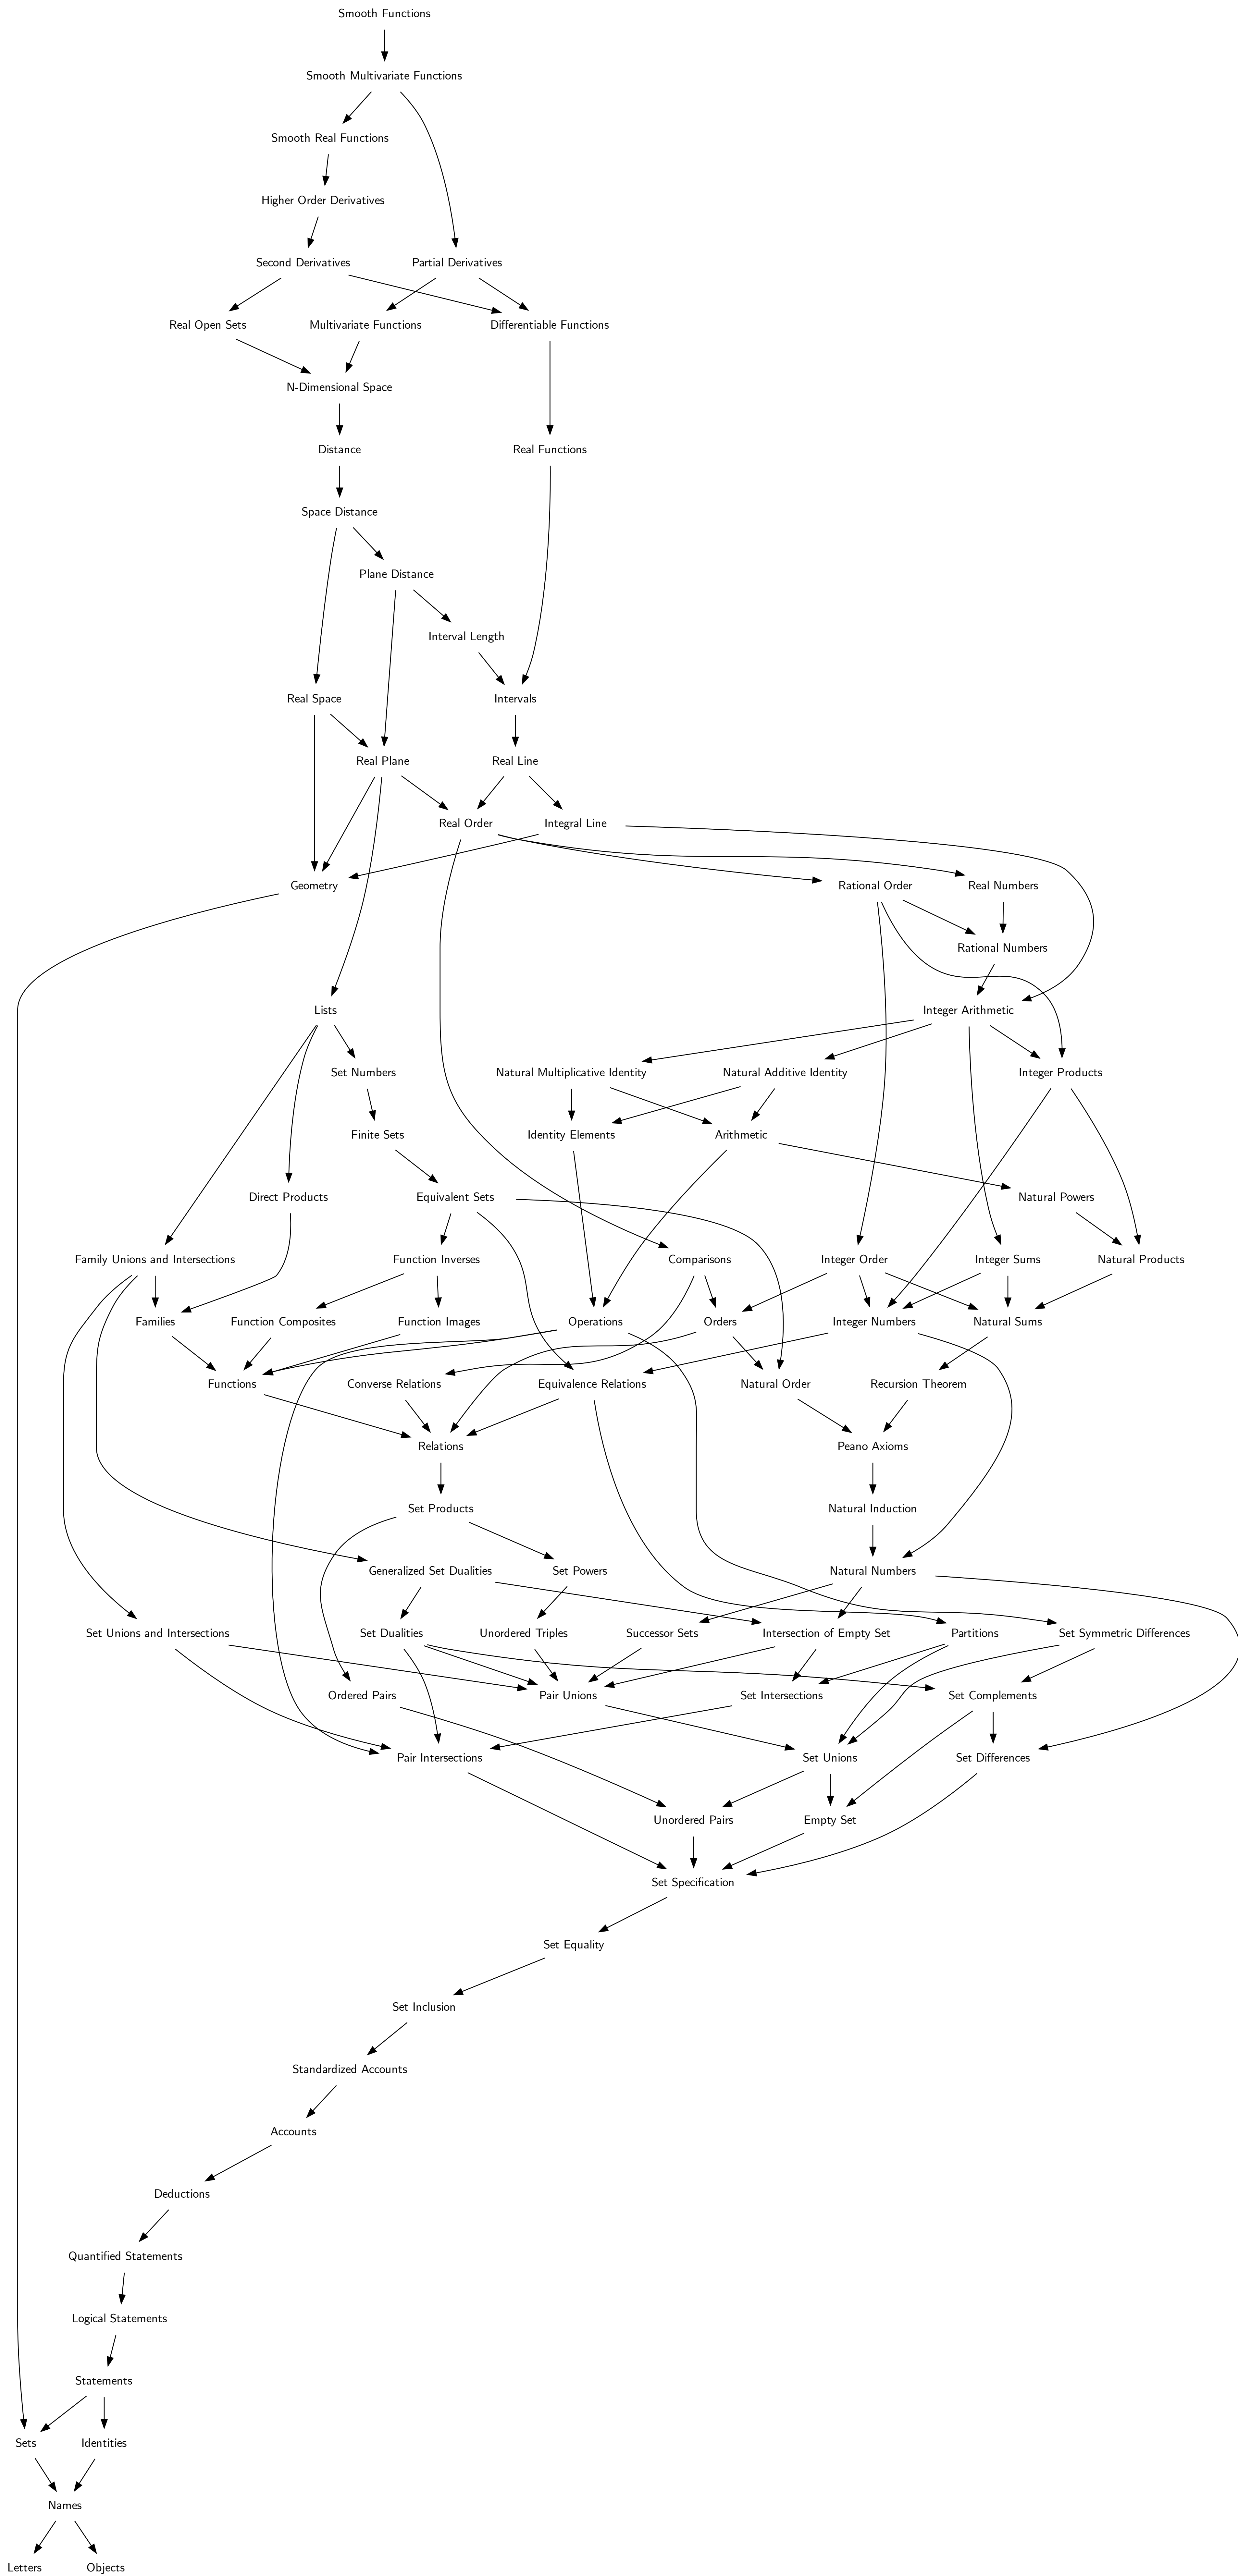 Smooth Functions
Smooth Multivariate Functions
Smooth Real Functions
Higher Order Derivatives
Second Derivatives
Partial Derivatives
Real Open Sets
Multivariate Functions
Differentiable Functions
N-Dimensional Space
Distance
Real Functions
Space Distance
Plane Distance
Interval Length
Real Space
Intervals
Real Plane
Real Line
Real Order
Integral Line
Geometry
Rational Order
Real Numbers
Rational Numbers
Lists
Integer Arithmetic
Set Numbers
Natural Multiplicative Identity
Natural Additive Identity
Integer Products
Finite Sets
Identity Elements
Arithmetic
Direct Products
Equivalent Sets
Natural Powers
Family Unions and Intersections
Function Inverses
Comparisons
Integer Order
Integer Sums
Natural Products
Families
Function Composites
Function Images
Operations
Orders
Integer Numbers
Natural Sums
Functions
Converse Relations
Equivalence Relations
Natural Order
Recursion Theorem
Relations
Peano Axioms
Set Products
Natural Induction
Generalized Set Dualities
Set Powers
Natural Numbers
Set Unions and Intersections
Set Dualities
Unordered Triples
Successor Sets
Intersection of Empty Set
Partitions
Set Symmetric Differences
Ordered Pairs
Pair Unions
Set Intersections
Set Complements
Pair Intersections
Set Unions
Set Differences
Unordered Pairs
Empty Set
Set Specification
Set Equality
Set Inclusion
Standardized Accounts
Accounts
Deductions
Quantified Statements
Logical Statements
Statements
Sets
Identities
Names
Letters
Objects